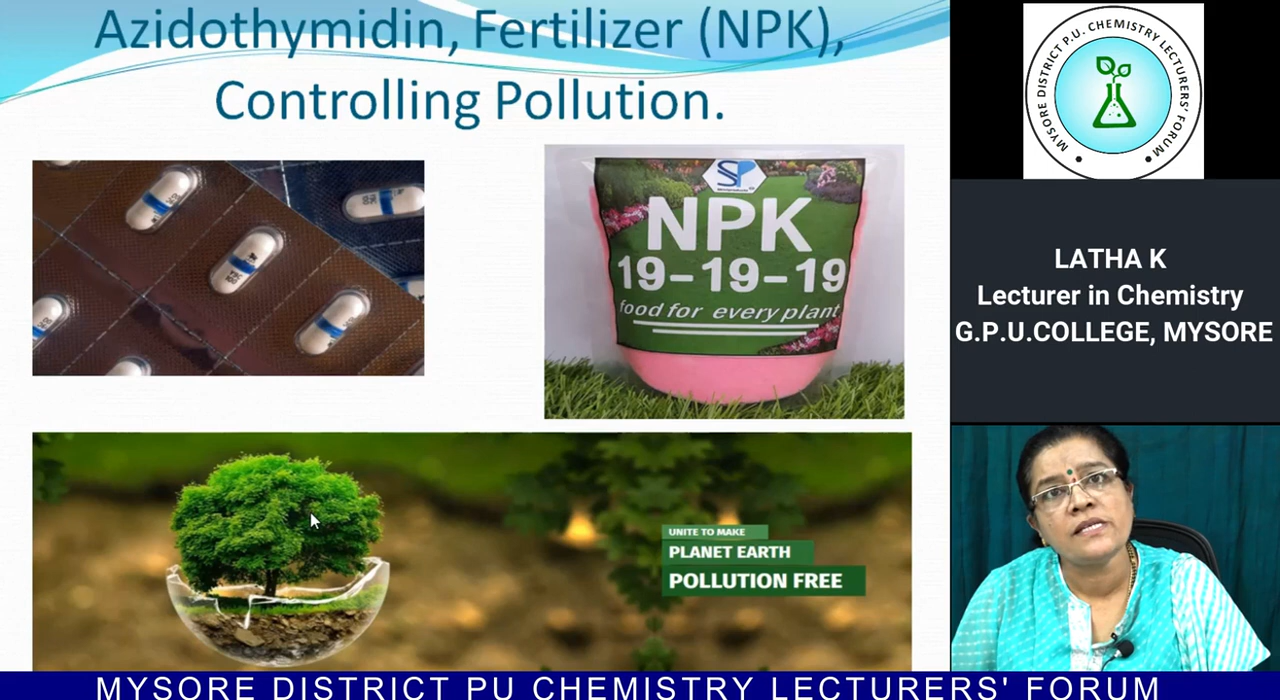 Azidothymidin, Fertilizer (NPK),
Controlling Pollution.
SP
NPK
19-19-19
food for every plant
UNITE TO MAKE
PLANET EARTH
POLLUTION FREE
MYSORE DISTRICT P.U. CHEMISTRY LECTURERS' FORUM
LATHA K
Lecturer in Chemistry
G.P.U.COLLEGE, MYSORE
MYSORE DISTRICT PU CHEMISTRY LECTURERS' FORUM